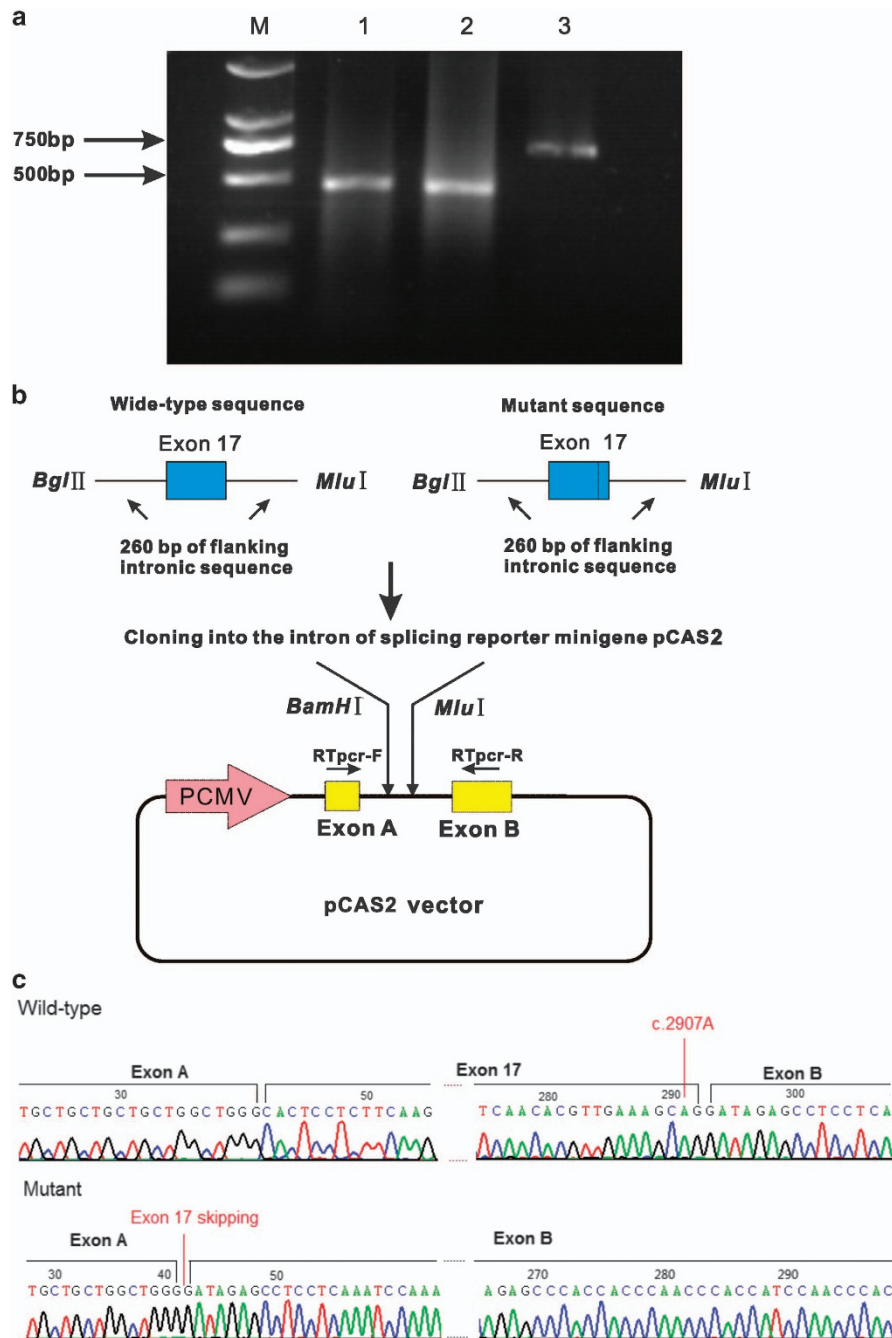 a
M 1 2 3
750bp
500bp
b
Wide-type sequence
Mutant sequence
Exon 17
Exon 17
BglII
MluI
BglII
MluI
260 bp of flanking
intronic sequence
260 bp of flanking
intronic sequence
Cloning into the intron of splicing reporter minigene pCAS2
BamHI
MluI
RTpcr-F
RTpcr-R
PCMV
Exon A
Exon B
pCAS2 vector
c
Wild-type
c.2907A
Exon A
Exon 17
Exon B
30 50 280 290 300
TGCTGCTGCTGCTGGCTGGGCACTCCTCTTCAAG
TCAACACGTTGAAAGCAGGATAGAGCCTCCTCA
Mutant
Exon 17 skipping
Exon A
Exon B
30 40 50 270 280 290
TGCTGCTGGCTGGGGATAGAGCCTCCTCAAATCCAAA
AGAGCCCACCACCCAACCCACCATCCAACCCAC